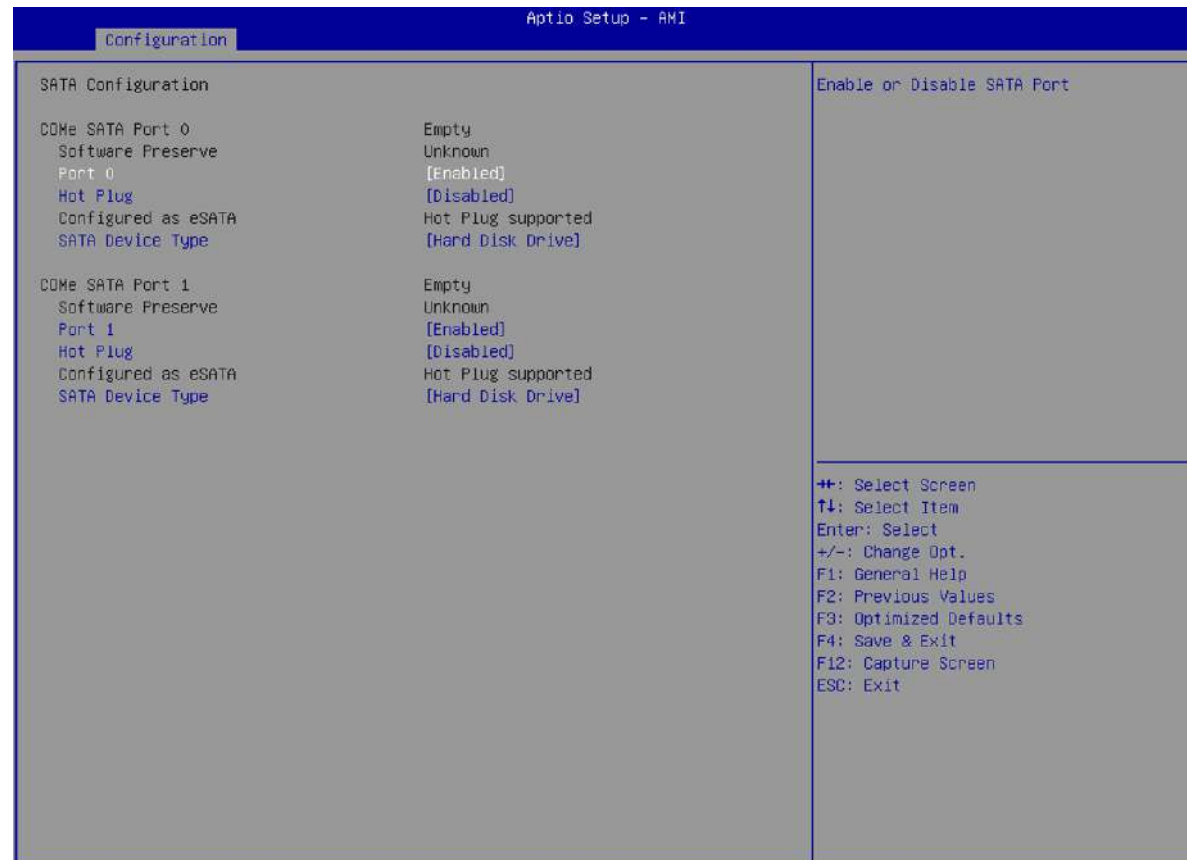 Aptio Setup - AMI
Configuration
SATA Configuration
COMe SATA Port 0 Empty
Software Preserve Unknown
Port 0 [Enabled]
Hot Plug [Disabled]
Configured as eSATA Hot Plug supported
SATA Device Type [Hard Disk Drive]
COMe SATA Port 1 Empty
Software Preserve Unknown
Port 1 [Enabled]
Hot Plug [Disabled]
Configured as eSATA Hot Plug supported
SATA Device Type [Hard Disk Drive]
Enable or Disable SATA Port
→←: Select Screen
↑↓: Select Item
Enter: Select
+/-: Change Opt.
F1: General Help
F2: Previous Values
F3: Optimized Defaults
F4: Save & Exit
F12: Capture Screen
ESC: Exit